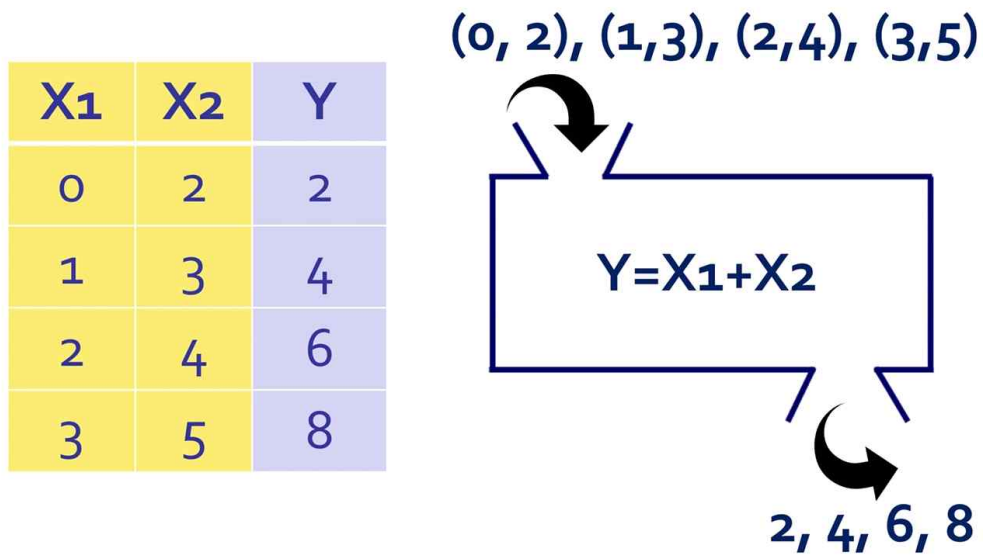 (0, 2), (1,3), (2,4), (3,5)
X1 X2 Y
0 2 2
1 3 4
2 4 6
3 5 8
Y=X1+X2
2, 4, 6, 8